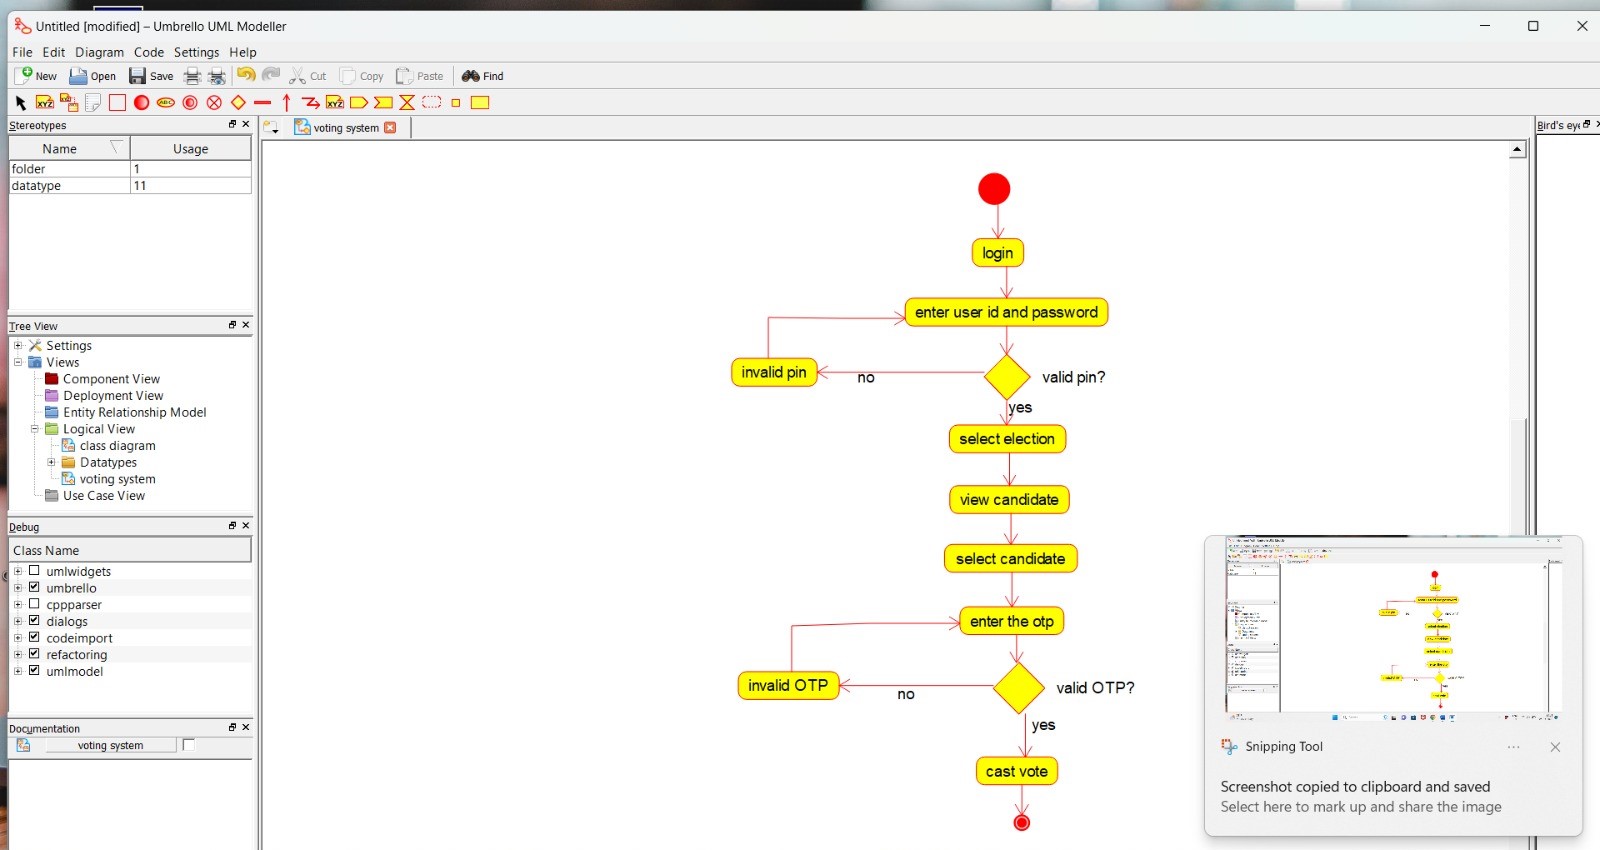 Untitled [modified] – Umbrello UML Modeller
File Edit Diagram Code Settings Help
New Open Save Cut Copy Paste Find
Stereotypes
Name Usage
folder 1
datatype 11
Tree View
Settings
Views
Component View
Deployment View
Entity Relationship Model
Logical View
class diagram
Datatypes
voting system
Use Case View
Debug
Class Name
umlwidgets
umbrello
cppparser
dialogs
codeimport
refactoring
umlmodel
Documentation
voting system
voting system
Bird's eye
login
enter user id and password
invalid pin
no
valid pin?
yes
select election
view candidate
select candidate
enter the otp
invalid OTP
no
valid OTP?
yes
cast vote
Snipping Tool
Screenshot copied to clipboard and saved
Select here to mark up and share the image